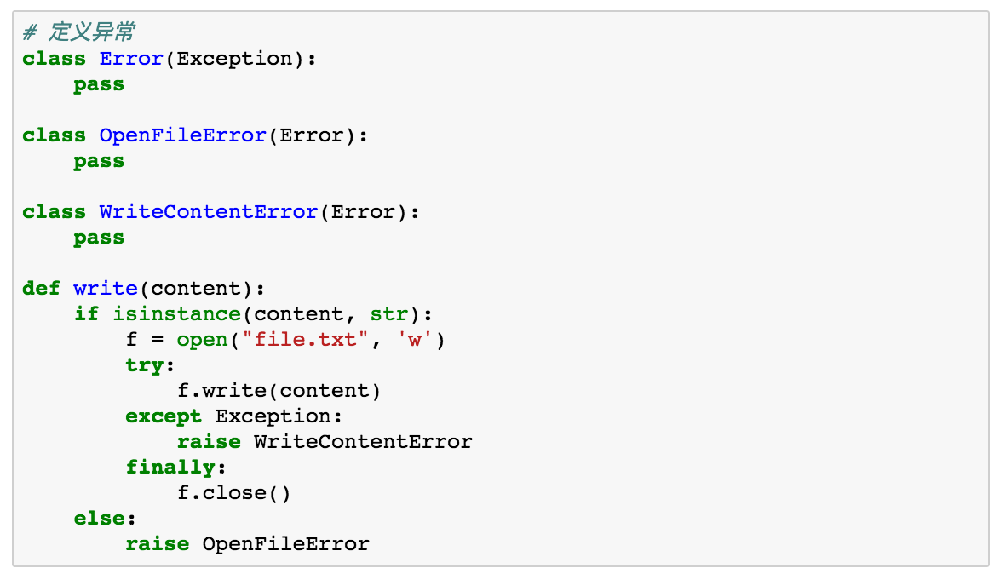 # 定义异常
class Error(Exception):
    pass

class OpenFileError(Error):
    pass

class WriteContentError(Error):
    pass

def write(content):
    if isinstance(content, str):
        f = open("file.txt", 'w')
        try:
            f.write(content)
        except Exception:
            raise WriteContentError
        finally:
            f.close()
    else:
        raise OpenFileError